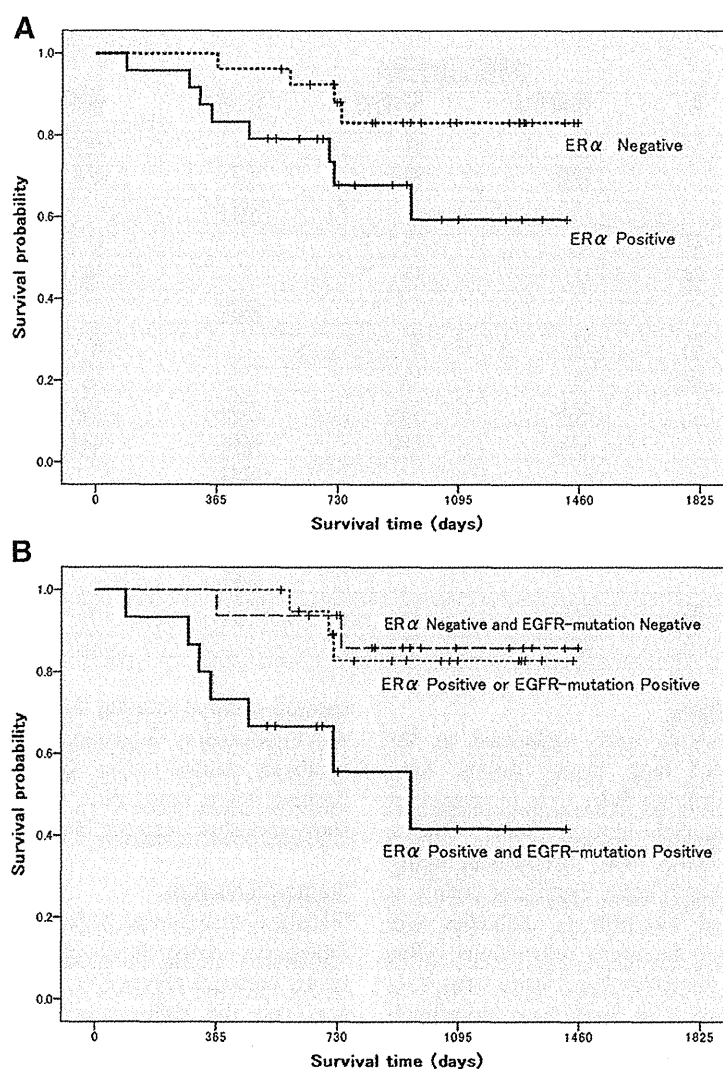 A
1.0
0.8
0.6
0.4
0.2
0.0
Survival probability
ERα Negative
ERα Positive
0 365 730 1095 1460 1825
Survival time (days)
B
1.0
0.8
0.6
0.4
0.2
0.0
Survival probability
ERα Negative and EGFR-mutation Negative
ERα Positive or EGFR-mutation Positive
ERα Positive and EGFR-mutation Positive
0 365 730 1095 1460 1825
Survival time (days)